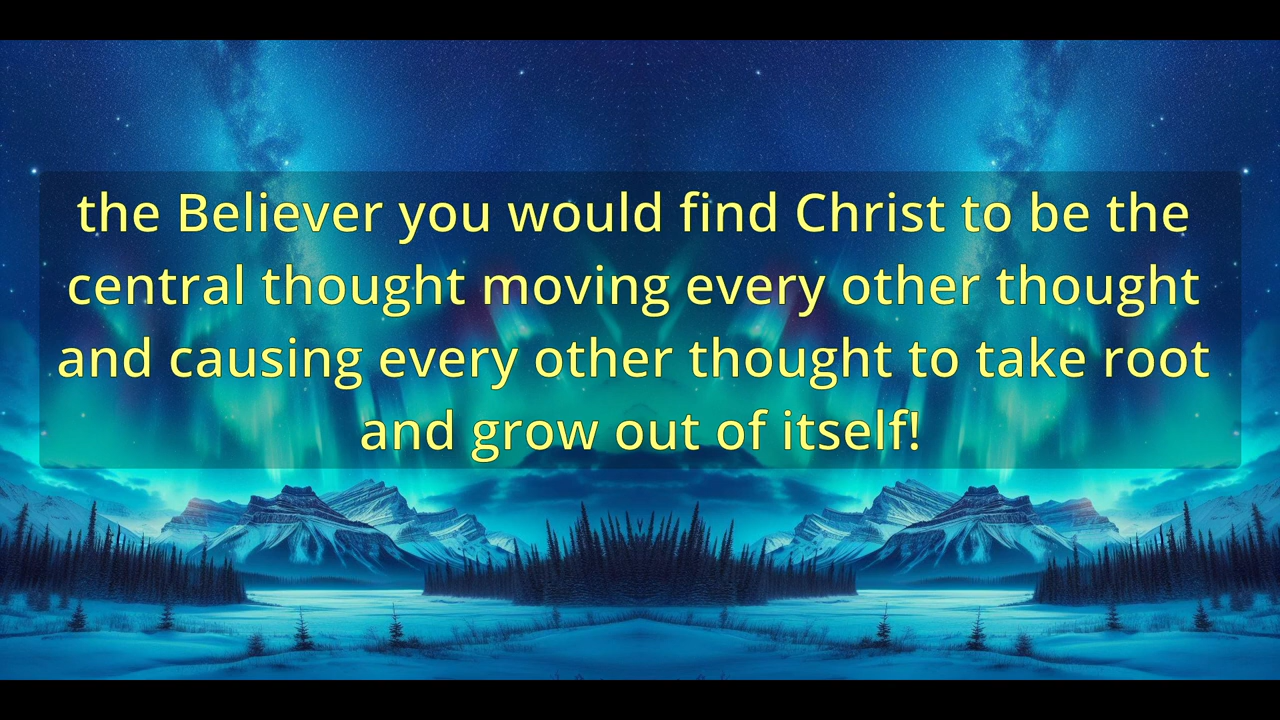 the Believer you would find Christ to be the
central thought moving every other thought
and causing every other thought to take root
and grow out of itself!